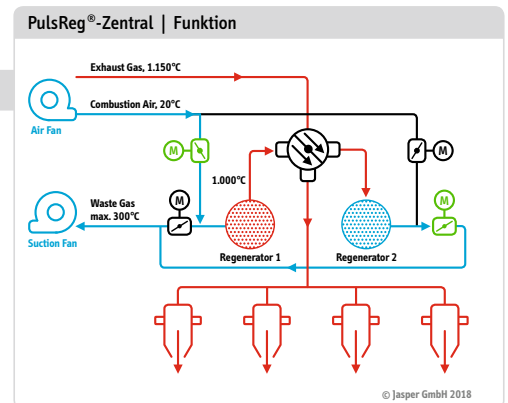 PulsReg®-Zentral | Funktion
Exhaust Gas, 1.150°C
Combustion Air, 20°C
Air Fan
M
M
1.000°C
Waste Gas
max. 300°C
M
M
Suction Fan
Regenerator 1
Regenerator 2
© Jasper GmbH 2018